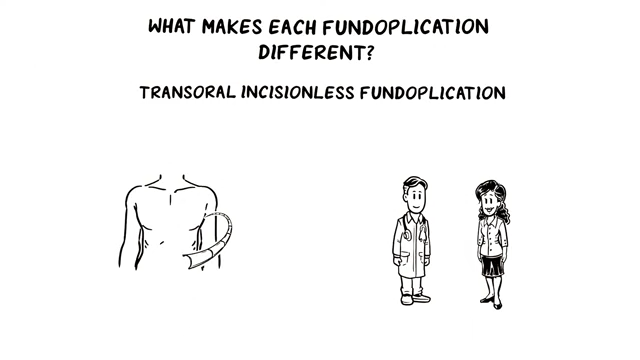 WHAT MAKES EACH FUNDOPLICATION
DIFFERENT?
TRANSORAL INCISIONLESS FUNDOPLICATION